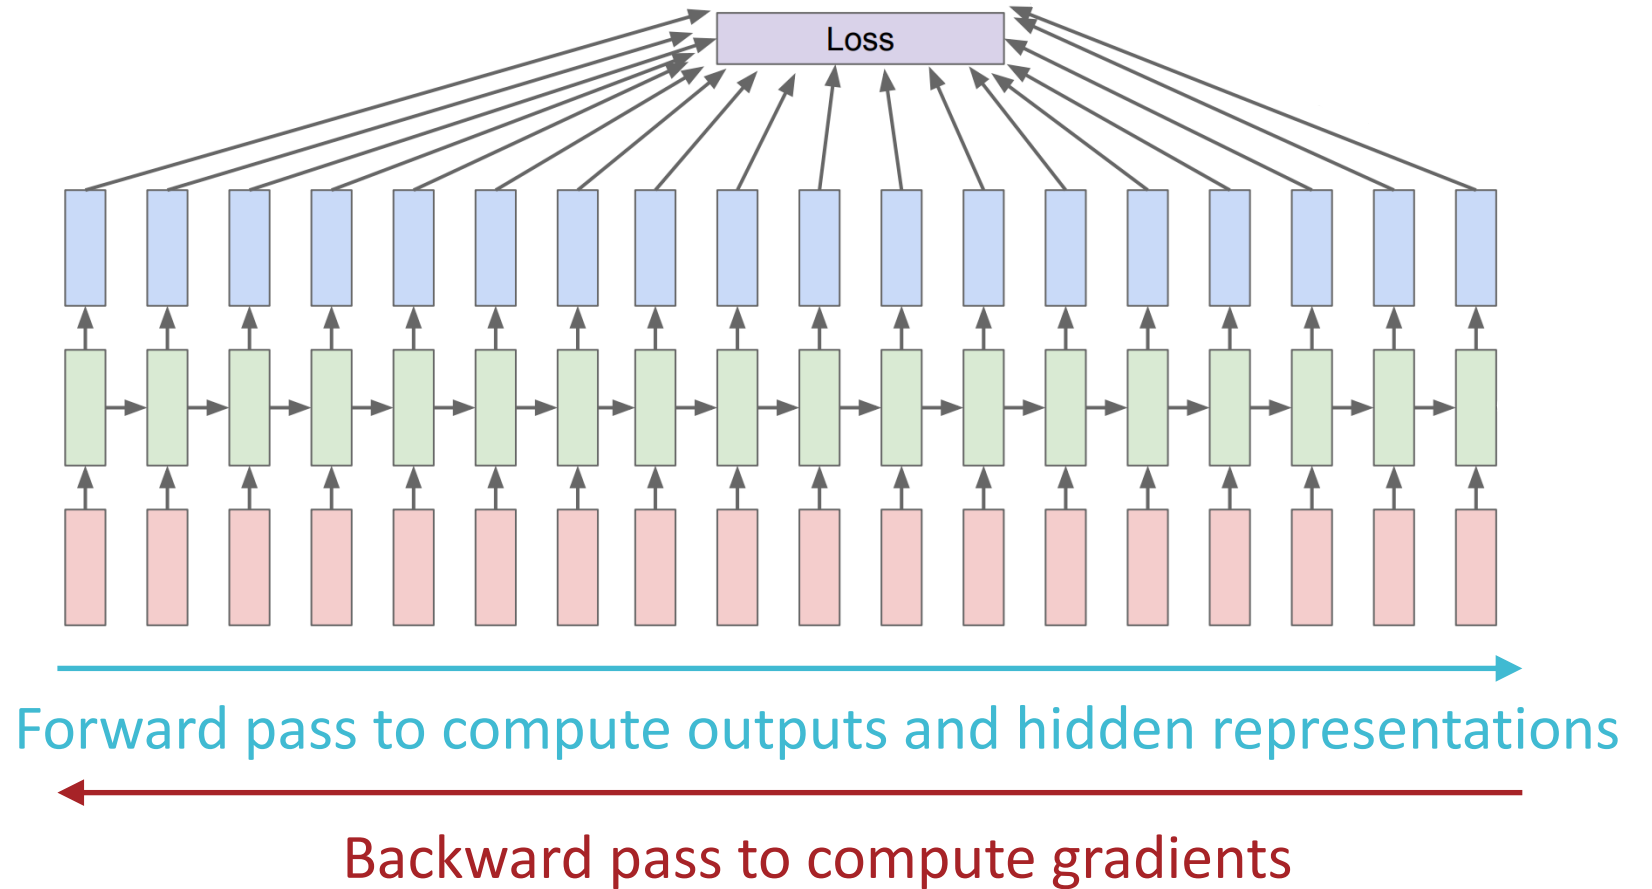 Loss
Forward pass to compute outputs and hidden representations
Backward pass to compute gradients